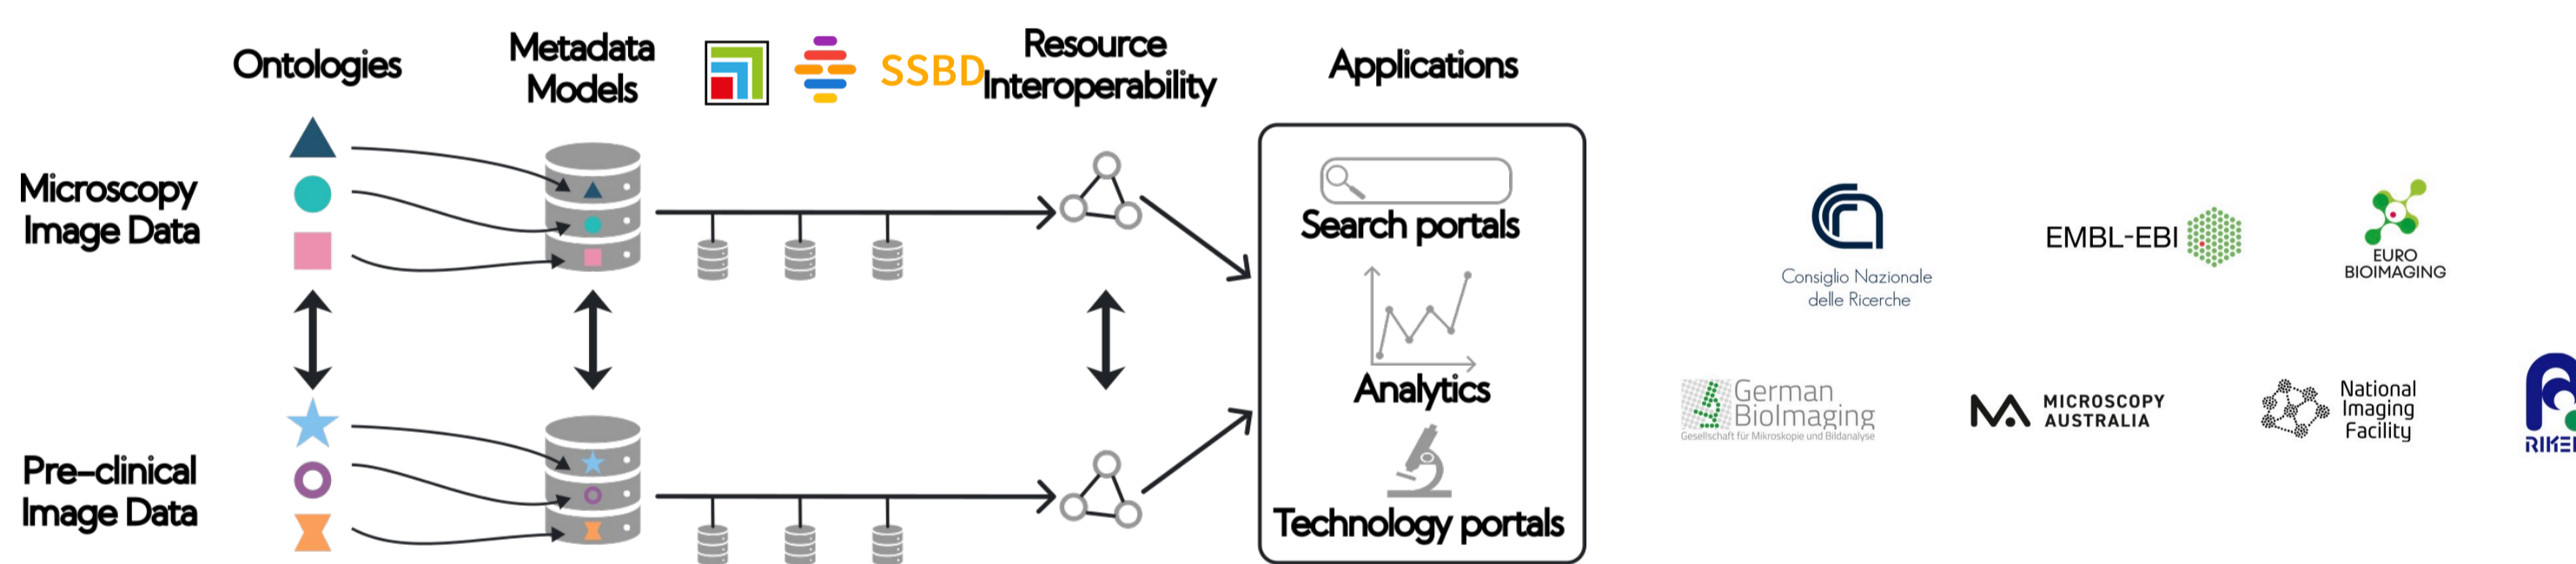 Ontologies
Metadata
Models
SSBD
Resource
Interoperability
Applications
Microscopy
Image Data
Search portals
Analytics
Technology portals
Pre-clinical
Image Data
Consiglio Nazionale
delle Ricerche
EMBL-EBI
EURO
BIOIMAGING
German
BioImaging
Gesellschaft für Mikroskopie und Bildanalyse
MICROSCOPY
AUSTRALIA
National
Imaging
Facility